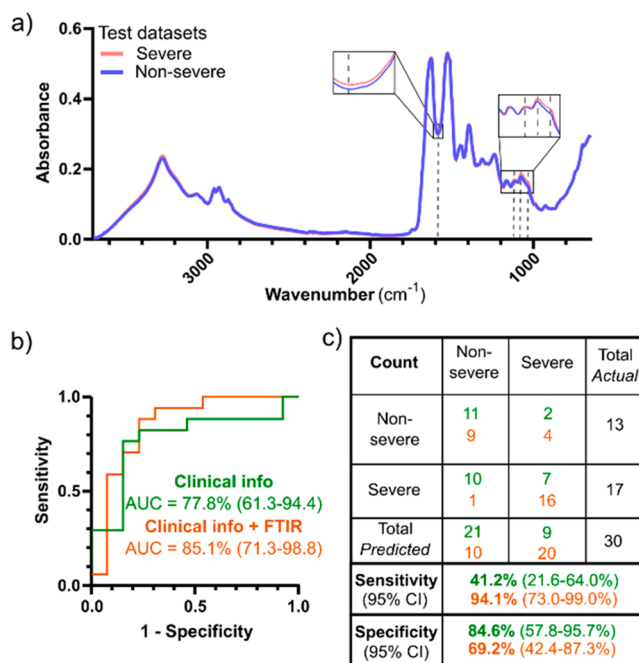 a)
Test datasets
Severe
Non-severe
0.6
0.4
0.2
0.0
Absorbance
3000
2000
1000
Wavenumber (cm⁻¹)
b)
1.0
0.5
0.0
Sensitivity
Clinical info
AUC = 77.8% (61.3-94.4)
Clinical info + FTIR
AUC = 85.1% (71.3-98.8)
0.0
0.5
1.0
1 - Specificity
c)
Count
Non-
severe
Severe
Total
Actual
Non-
severe
11
9
2
4
13
Severe
10
1
7
16
17
Total
Predicted
21
10
9
20
30
Sensitivity
(95% CI)
41.2% (21.6-64.0%)
94.1% (73.0-99.0%)
Specificity
(95% CI)
84.6% (57.8-95.7%)
69.2% (42.4-87.3%)